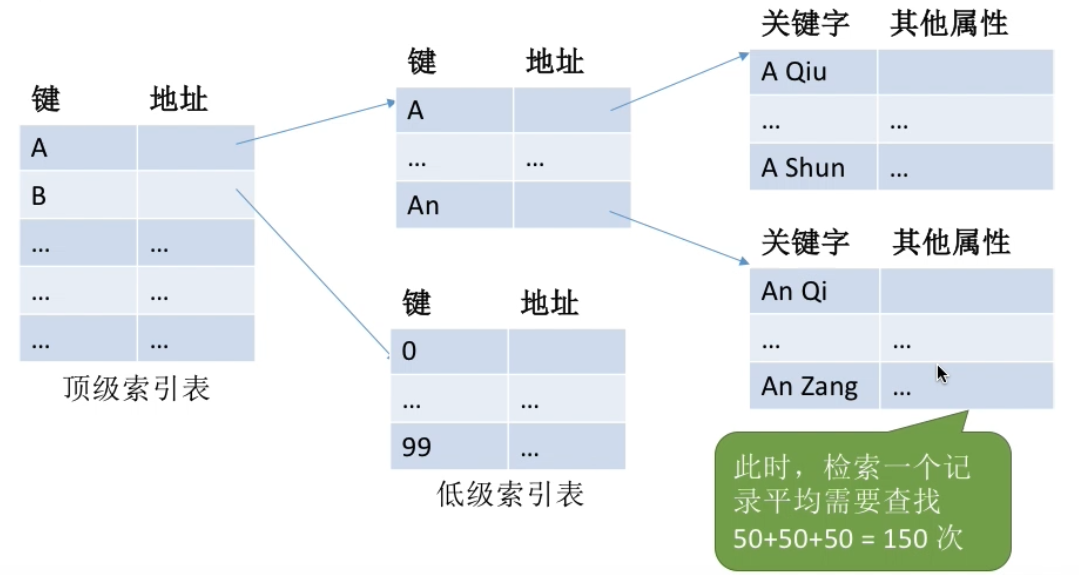 键 地址
A
B
... ...
... ...
... ...
顶级索引表
键 地址
A
... ...
An
键 地址
0
... ...
99 ...
低级索引表
关键字 其他属性
A Qiu
... ...
A Shun ...
关键字 其他属性
An Qi
... ...
An Zang ...
此时，检索一个记
录平均需要查找
50+50+50 = 150 次